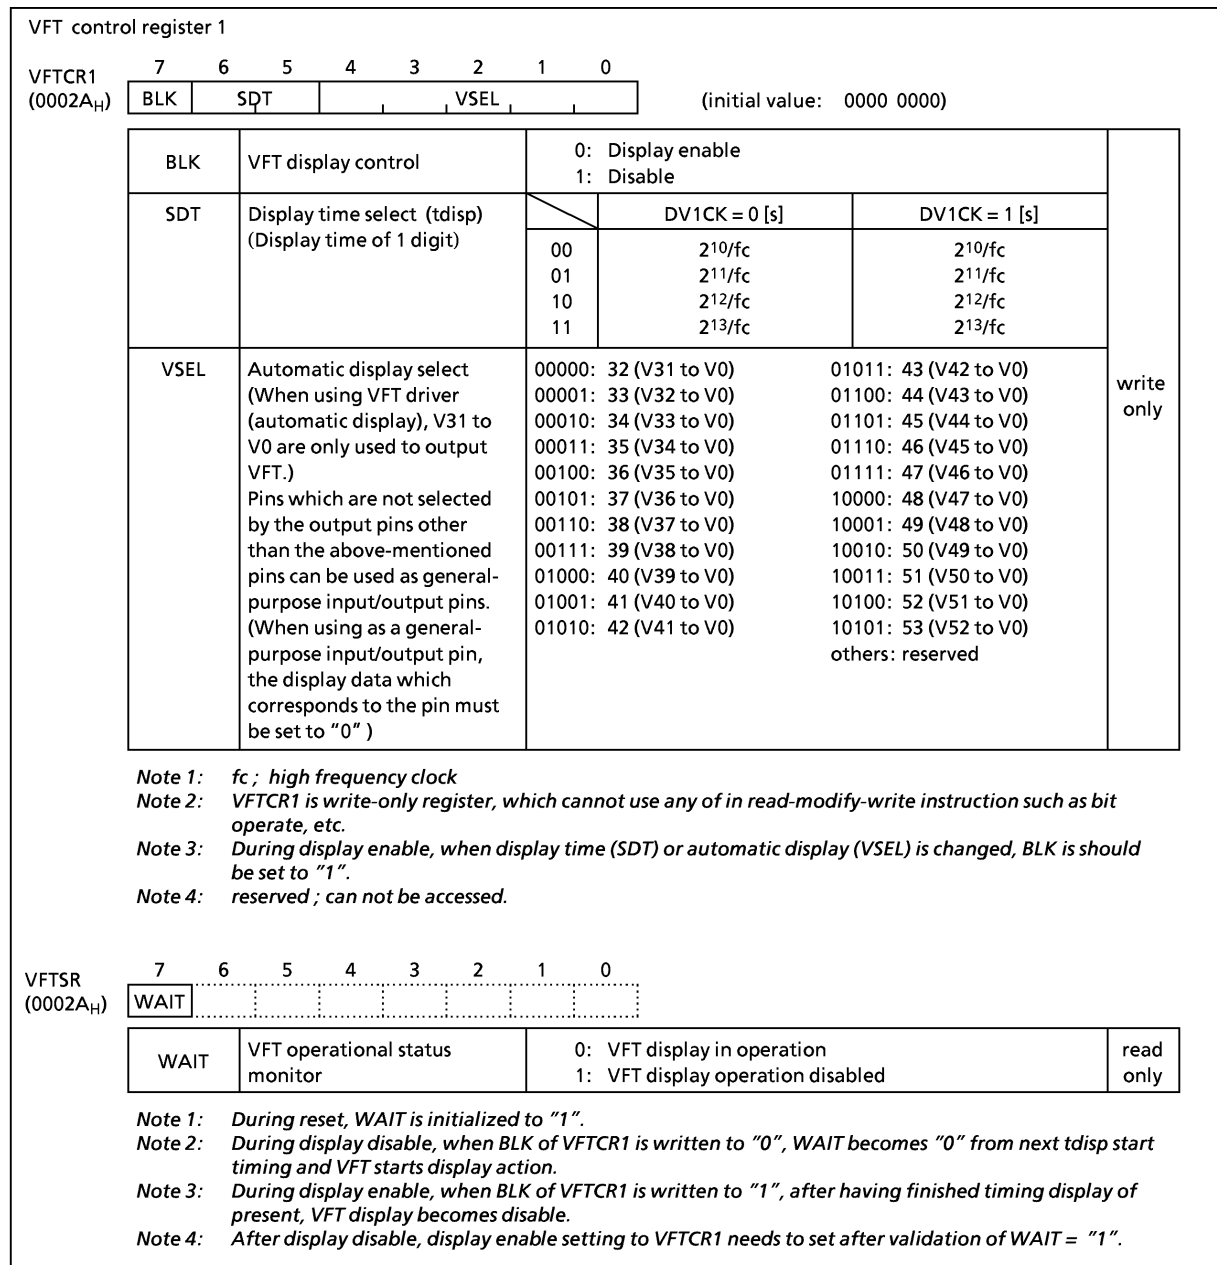 VFT control register 1
7 6 5 4 3 2 1 0
VFTCR1
(0002AH)
BLK SDT VSEL (initial value: 0000 0000)
BLK VFT display control
0: Display enable
1: Disable
SDT Display time select (tdisp)
(Display time of 1 digit)
DV1CK = 0 [s] DV1CK = 1 [s]
00 2^10/fc 2^10/fc
01 2^11/fc 2^11/fc
10 2^12/fc 2^12/fc
11 2^13/fc 2^13/fc
VSEL Automatic display select
(When using VFT driver
(automatic display), V31 to
V0 are only used to output
VFT.)
Pins which are not selected
by the output pins other
than the above-mentioned
pins can be used as general-
purpose input/output pins.
(When using as a general-
purpose input/output pin,
the display data which
corresponds to the pin must
be set to "0" )
00000: 32 (V31 to V0) 01011: 43 (V42 to V0)
00001: 33 (V32 to V0) 01100: 44 (V43 to V0)
00010: 34 (V33 to V0) 01101: 45 (V44 to V0)
00011: 35 (V34 to V0) 01110: 46 (V45 to V0)
00100: 36 (V35 to V0) 01111: 47 (V46 to V0)
00101: 37 (V36 to V0) 10000: 48 (V47 to V0)
00110: 38 (V37 to V0) 10001: 49 (V48 to V0)
00111: 39 (V38 to V0) 10010: 50 (V49 to V0)
01000: 40 (V39 to V0) 10011: 51 (V50 to V0)
01001: 41 (V40 to V0) 10100: 52 (V51 to V0)
01010: 42 (V41 to V0) 10101: 53 (V52 to V0)
others: reserved
write
only
Note 1: fc ; high frequency clock
Note 2: VFTCR1 is write-only register, which cannot use any of in read-modify-write instruction such as bit
operate, etc.
Note 3: During display enable, when display time (SDT) or automatic display (VSEL) is changed, BLK is should
be set to "1".
Note 4: reserved ; can not be accessed.
7 6 5 4 3 2 1 0
VFTSR
(0002AH)
WAIT
WAIT VFT operational status
monitor
0: VFT display in operation
1: VFT display operation disabled
read
only
Note 1: During reset, WAIT is initialized to "1".
Note 2: During display disable, when BLK of VFTCR1 is written to "0", WAIT becomes "0" from next tdisp start
timing and VFT starts display action.
Note 3: During display enable, when BLK of VFTCR1 is written to "1", after having finished timing display of
present, VFT display becomes disable.
Note 4: After display disable, display enable setting to VFTCR1 needs to set after validation of WAIT = "1".